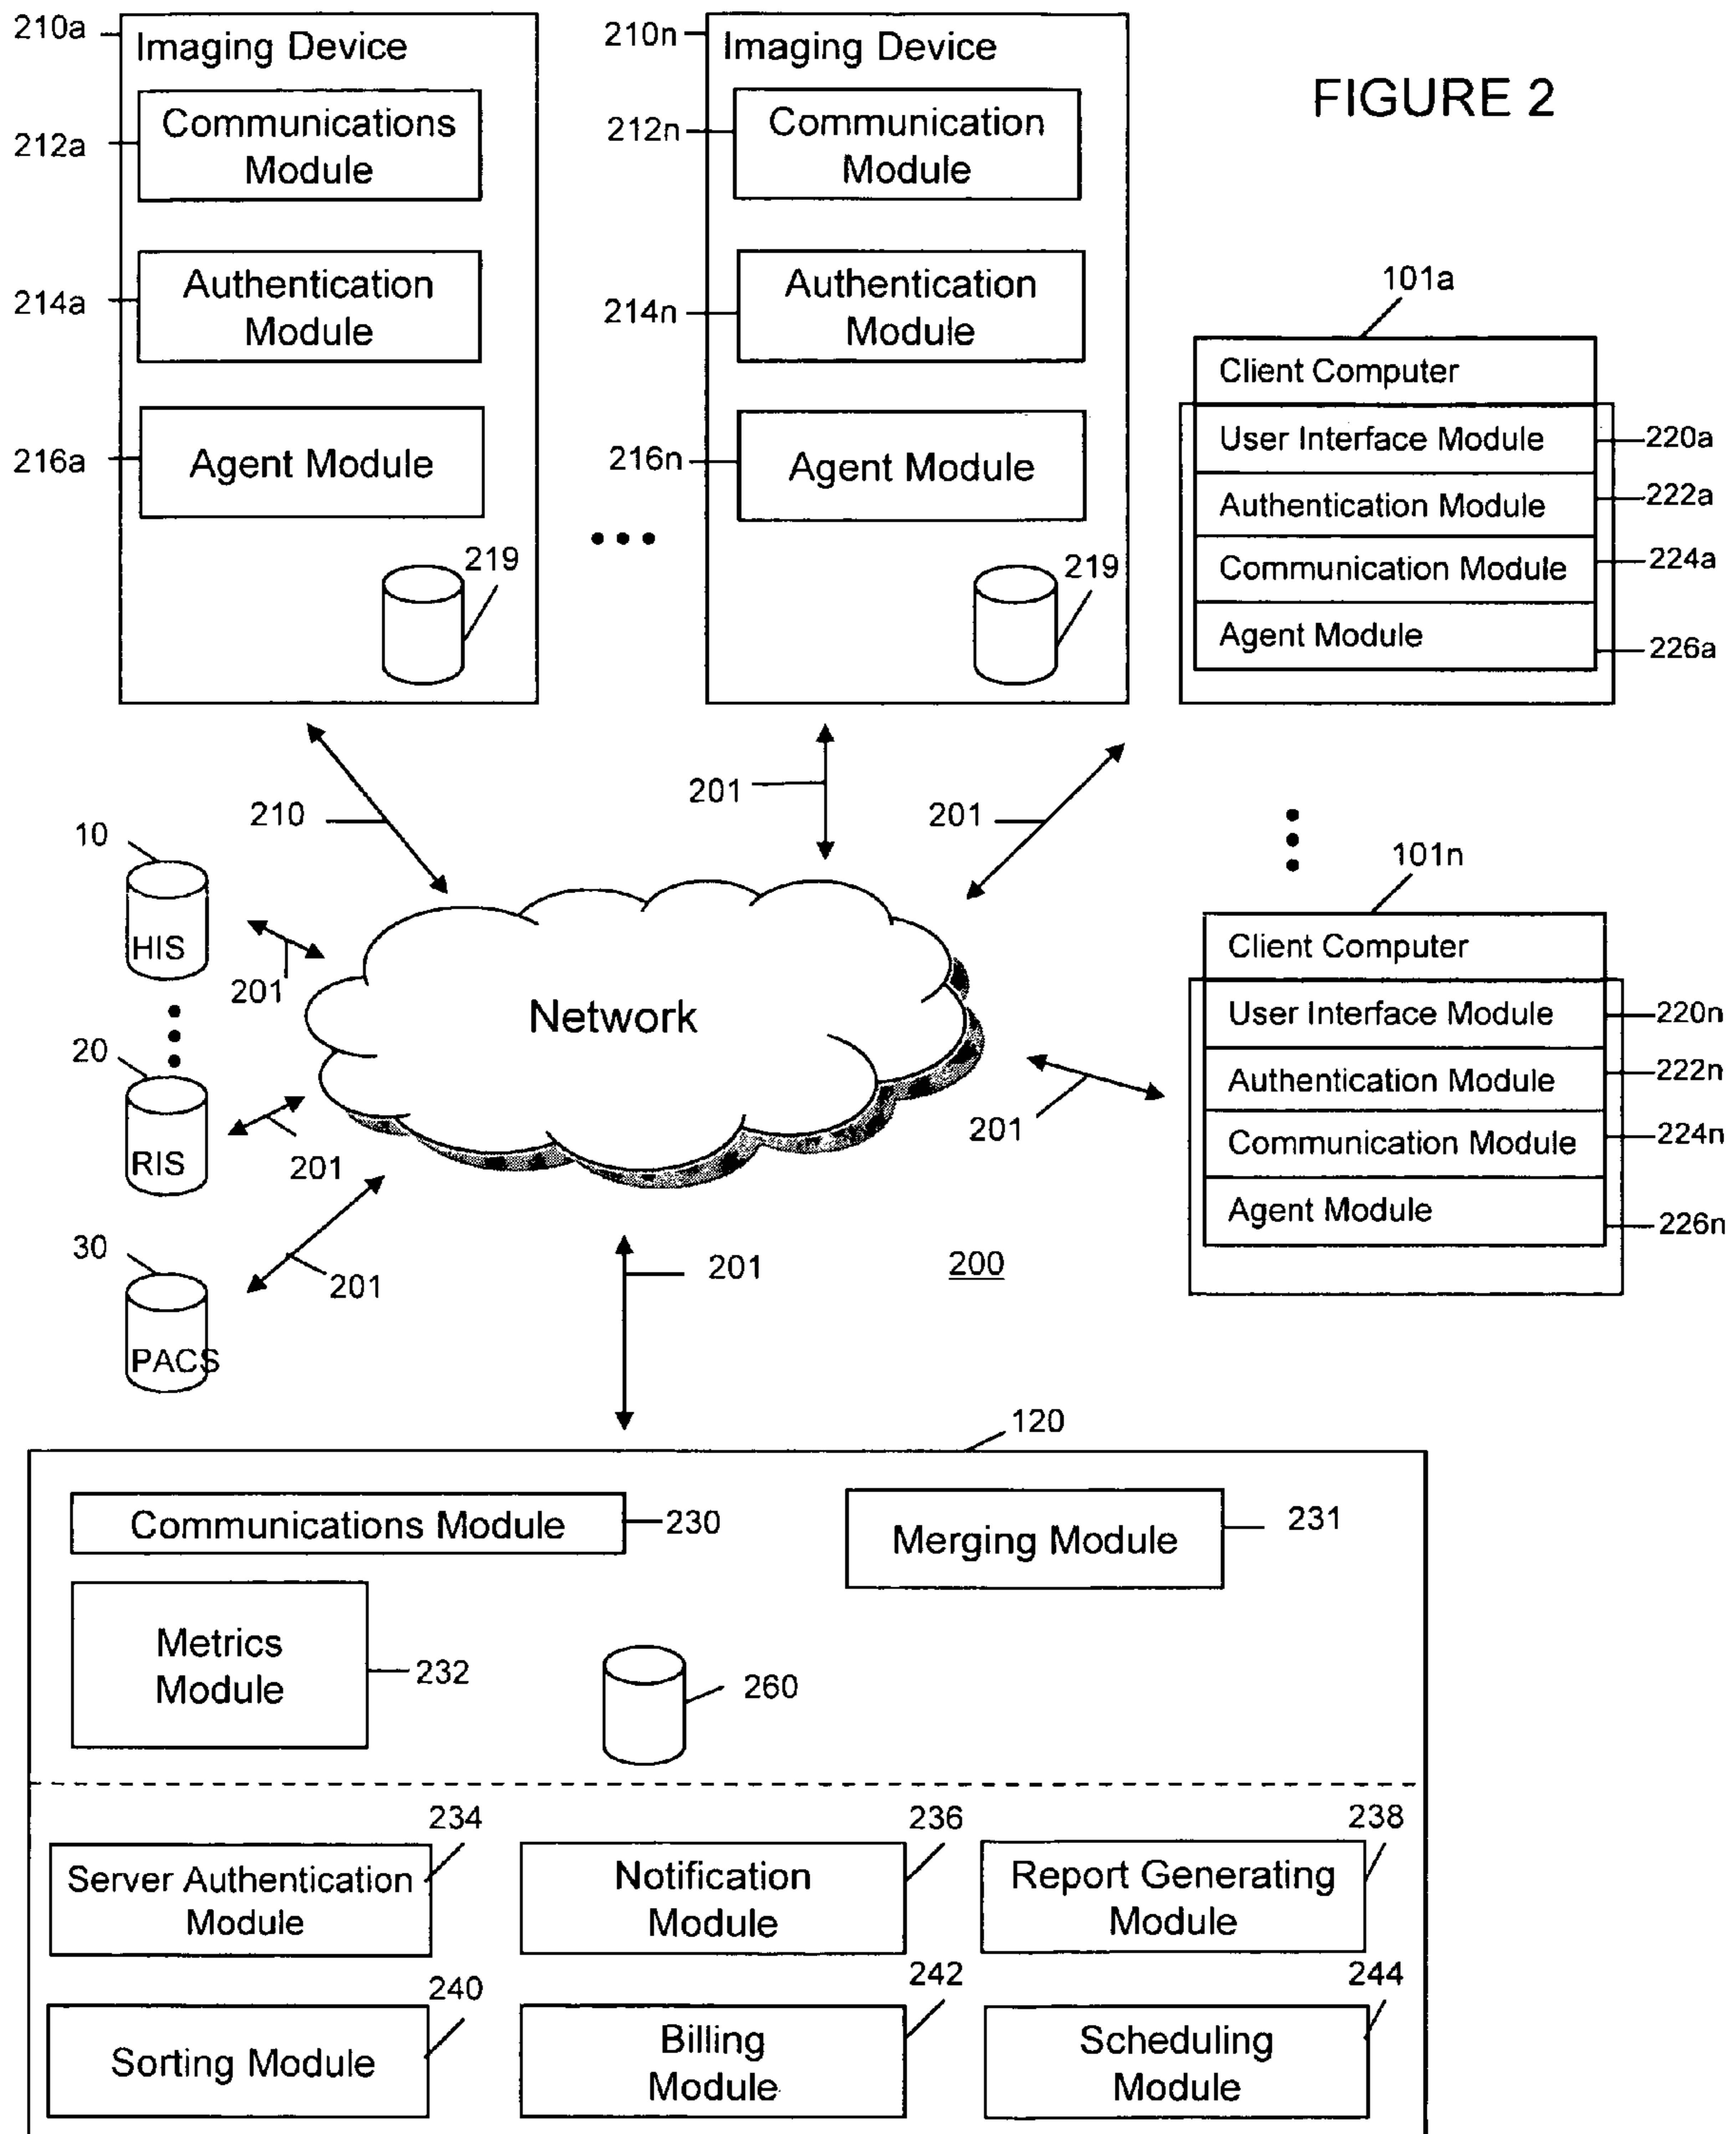 FIGURE 2
210a
Imaging Device
212a
Communications
Module
214a
Authentication
Module
216a
Agent Module
219
210n
Imaging Device
212n
Communication
Module
214n
Authentication
Module
216n
Agent Module
219
101a
Client Computer
User Interface Module
220a
Authentication Module
222a
Communication Module
224a
Agent Module
226a
210
201
201
10
HIS
201
20
RIS
201
30
PACS
201
Network
201
201
200
101n
Client Computer
User Interface Module
220n
Authentication Module
222n
Communication Module
224n
Agent Module
226n
120
Communications Module
230
Merging Module
231
Metrics
Module
232
260
234
Server Authentication
Module
236
Notification
Module
238
Report Generating
Module
240
Sorting Module
242
Billing
Module
244
Scheduling
Module